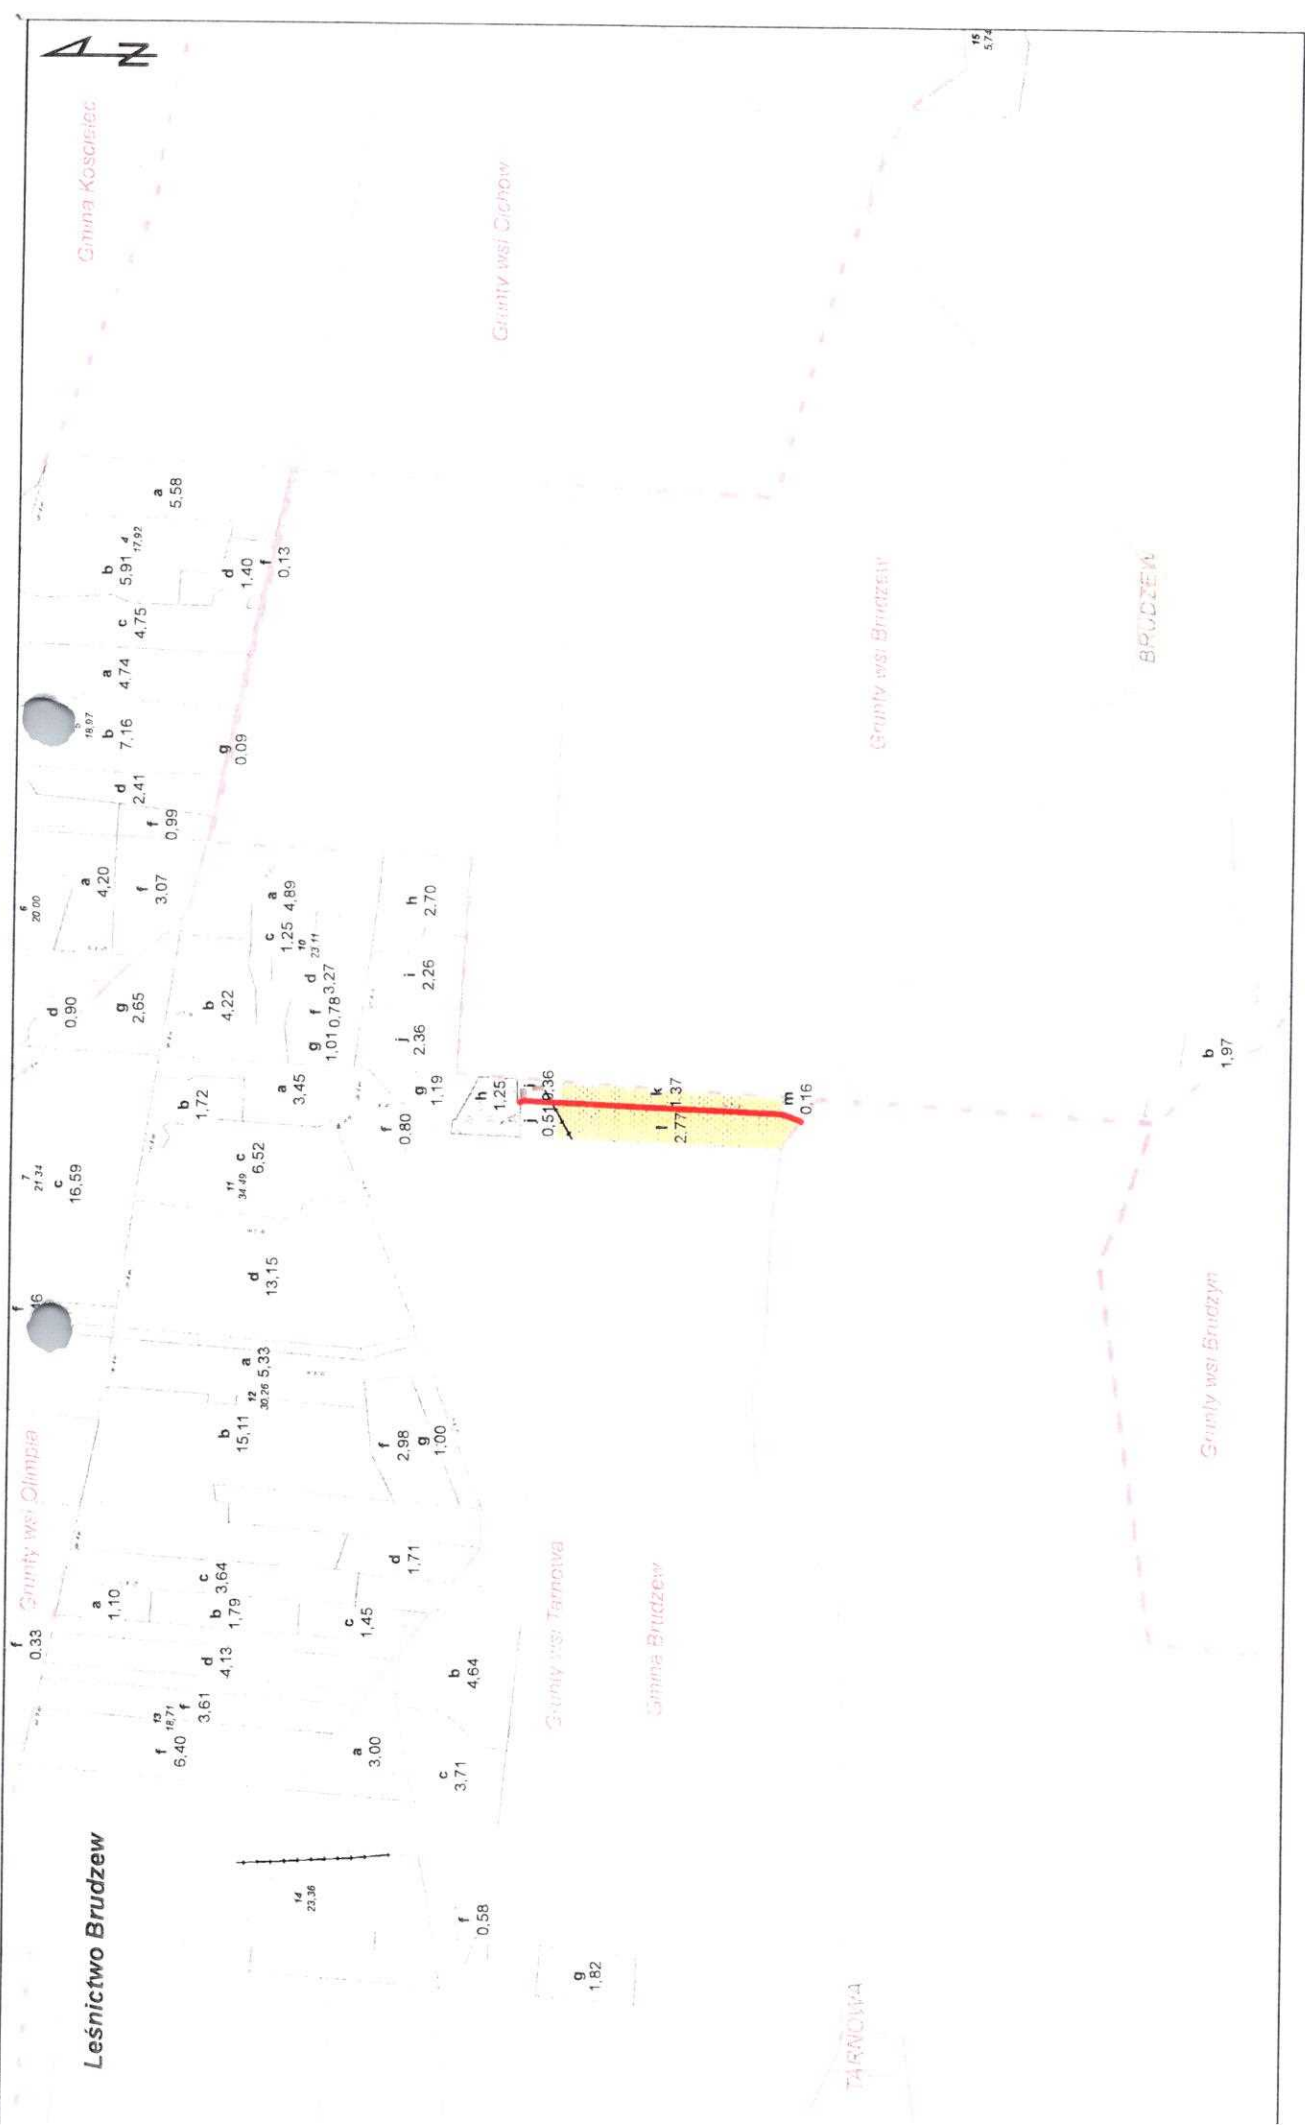 Leśnictwo Brudzew
N
f
0,33
Grunty wsi Olimpia
f
7
21,34
c
16,59
d
0,90
6
20,00
Gmina Kościelec
a
1,10
f
6,40
13
18,71
f
3,61
d
4,13
b
1,79
c
3,64
b
15,11
12
30,26
a
5,33
d
13,15
11
34,49
c
6,52
b
1,72
g
2,65
b
4,22
a
4,20
f
3,07
f
0,99
d
2,41
18,97
b
7,16
a
4,74
c
4,75
b
5,91
4
17,92
a
5,58
d
1,40
f
0,13
g
0,09
14
23,36
a
3,00
c
1,45
d
1,71
f
2,98
g
1,00
a
3,45
g
1,01
f
0,78
d
3,27
c
1,25
10
23,11
a
4,89
f
0,80
g
1,19
j
2,36
i
2,26
h
2,70
f
0,58
c
3,71
b
4,64
h
1,25
g
1,82
Grunty wsi Tarnowa
Gmina Brudzew
j
0,51
j
0,36
l
2,77
k
1,37
m
0,16
Grunty wsi Cichów
15
5,74
Grunty wsi Brudzew
BRUDZEW
TARNOWA
Grunty wsi Brudzyń
b
1,97